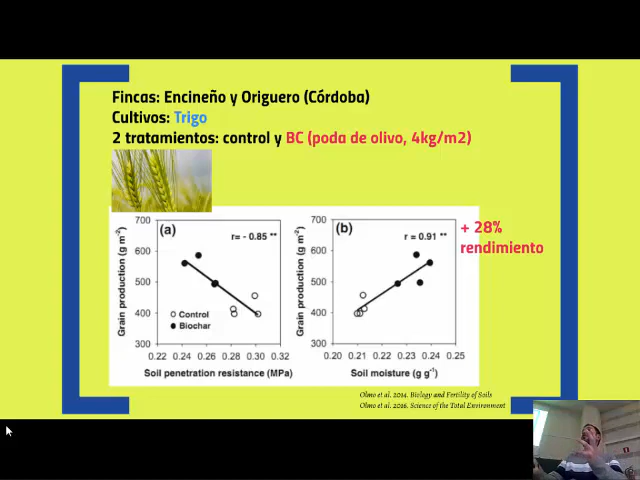 Fincas: Encineño y Origuero (Córdoba)
Cultivos: Trigo
2 tratamientos: control y BC (poda de olivo, 4kg/m2)
+ 28%
rendimiento
(a)
r= - 0.85 **
Grain production (g m⁻²)
700
600
500
400
300
Control
Biochar
0.22 0.24 0.26 0.28 0.30 0.32
Soil penetration resistance (MPa)
(b)
r = 0.91 **
Grain production (g m⁻²)
700
600
500
400
300
0.20 0.21 0.22 0.23 0.24 0.25
Soil moisture (g g⁻¹)
Olmo et al. 2014. Biology and Fertility of Soils
Olmo et al. 2016. Science of the Total Environment